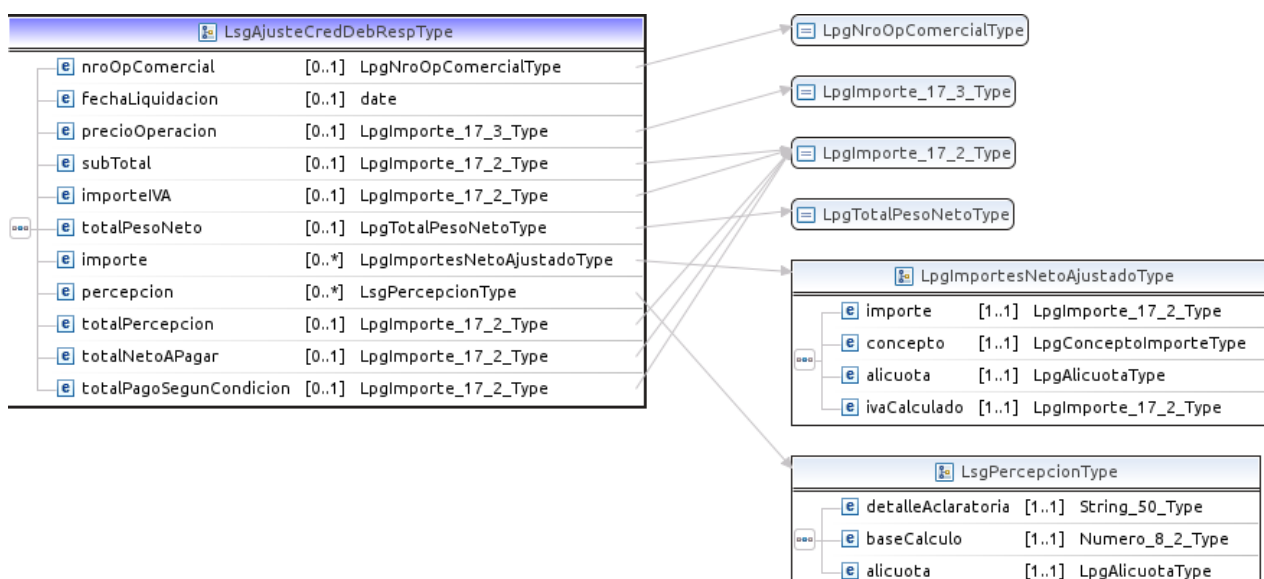 LsgAjusteCredDebRespType
e nroOpComercial [0..1] LpgNroOpComercialType
e fechaLiquidacion [0..1] date
e precioOperacion [0..1] LpgImporte_17_3_Type
e subTotal [0..1] LpgImporte_17_2_Type
e importeIVA [0..1] LpgImporte_17_2_Type
e totalPesoNeto [0..1] LpgTotalPesoNetoType
e importe [0..*] LpgImportesNetoAjustadoType
e percepcion [0..*] LsgPercepcionType
e totalPercepcion [0..1] LpgImporte_17_2_Type
e totalNetoAPagar [0..1] LpgImporte_17_2_Type
e totalPagoSegunCondicion [0..1] LpgImporte_17_2_Type
LpgNroOpComercialType
LpgImporte_17_3_Type
LpgImporte_17_2_Type
LpgTotalPesoNetoType
LpgImportesNetoAjustadoType
e importe [1..1] LpgImporte_17_2_Type
e concepto [1..1] LpgConceptoImporteType
e alicuota [1..1] LpgAlicuotaType
e ivaCalculado [1..1] LpgImporte_17_2_Type
LsgPercepcionType
e detalleAclaratoria [1..1] String_50_Type
e baseCalculo [1..1] Numero_8_2_Type
e alicuota [1..1] LpgAlicuotaType